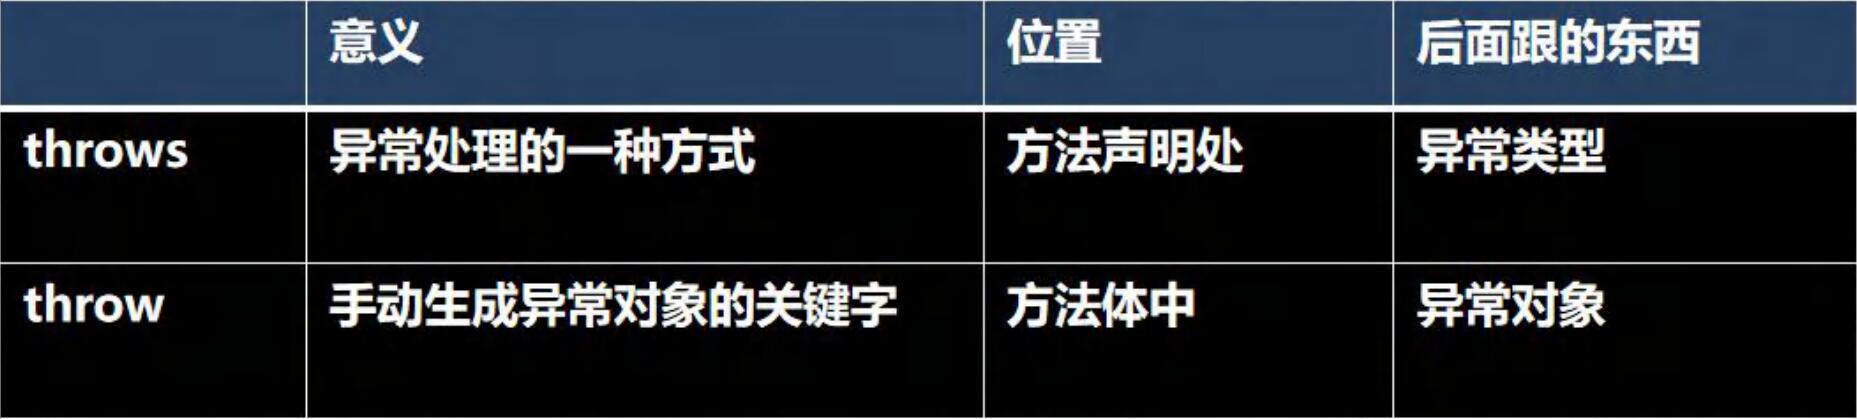 意义 位置 后面跟的东西
throws 异常处理的一种方式 方法声明处 异常类型
throw 手动生成异常对象的关键字 方法体中 异常对象